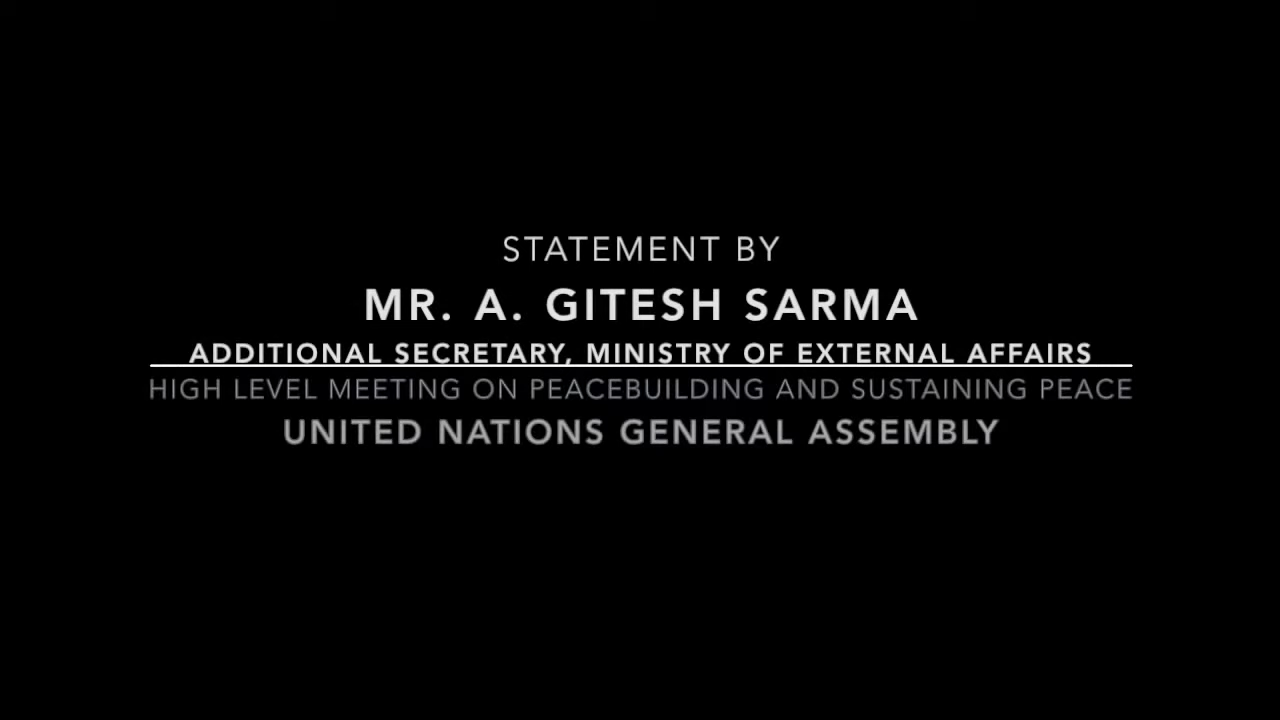 STATEMENT BY
MR. A. GITESH SARMA
ADDITIONAL SECRETARY, MINISTRY OF EXTERNAL AFFAIRS
HIGH LEVEL MEETING ON PEACEBUILDING AND SUSTAINING PEACE
UNITED NATIONS GENERAL ASSEMBLY